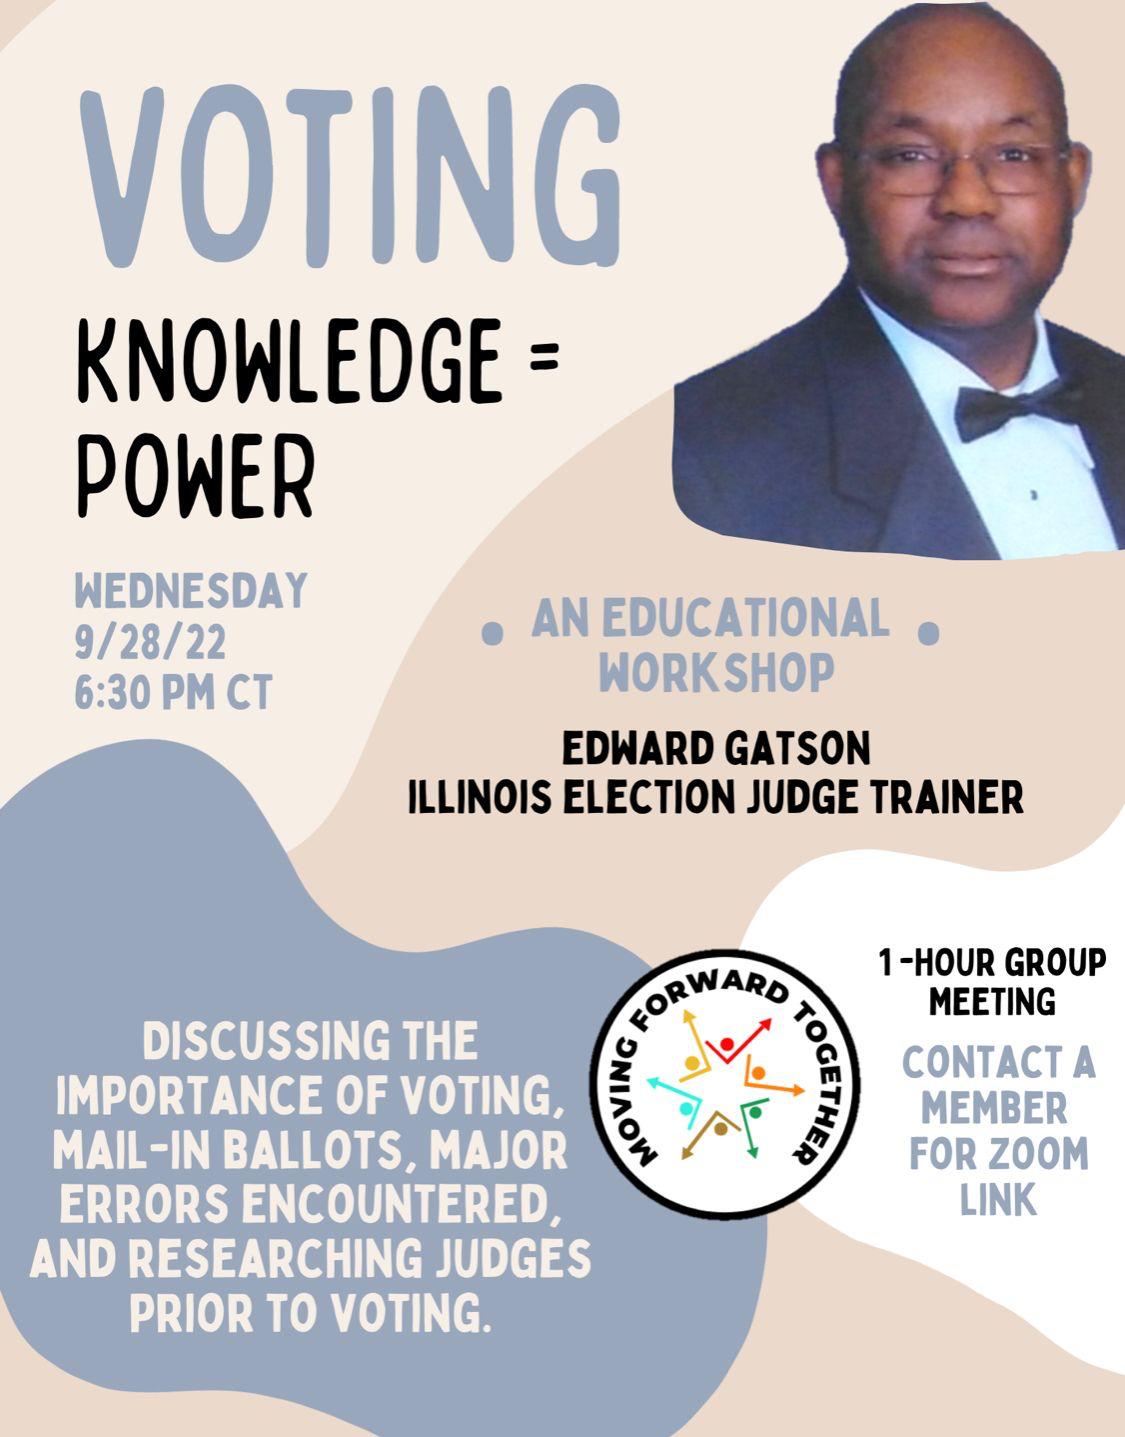 VOTING
KNOWLEDGE =
POWER
WEDNESDAY
9/28/22
6:30 PM CT
• AN EDUCATIONAL •
WORKSHOP
EDWARD GATSON
ILLINOIS ELECTION JUDGE TRAINER
DISCUSSING THE
IMPORTANCE OF VOTING,
MAIL-IN BALLOTS, MAJOR
ERRORS ENCOUNTERED,
AND RESEARCHING JUDGES
PRIOR TO VOTING.
MOVING FORWARD TOGETHER
1-HOUR GROUP
MEETING
CONTACT A
MEMBER
FOR ZOOM
LINK